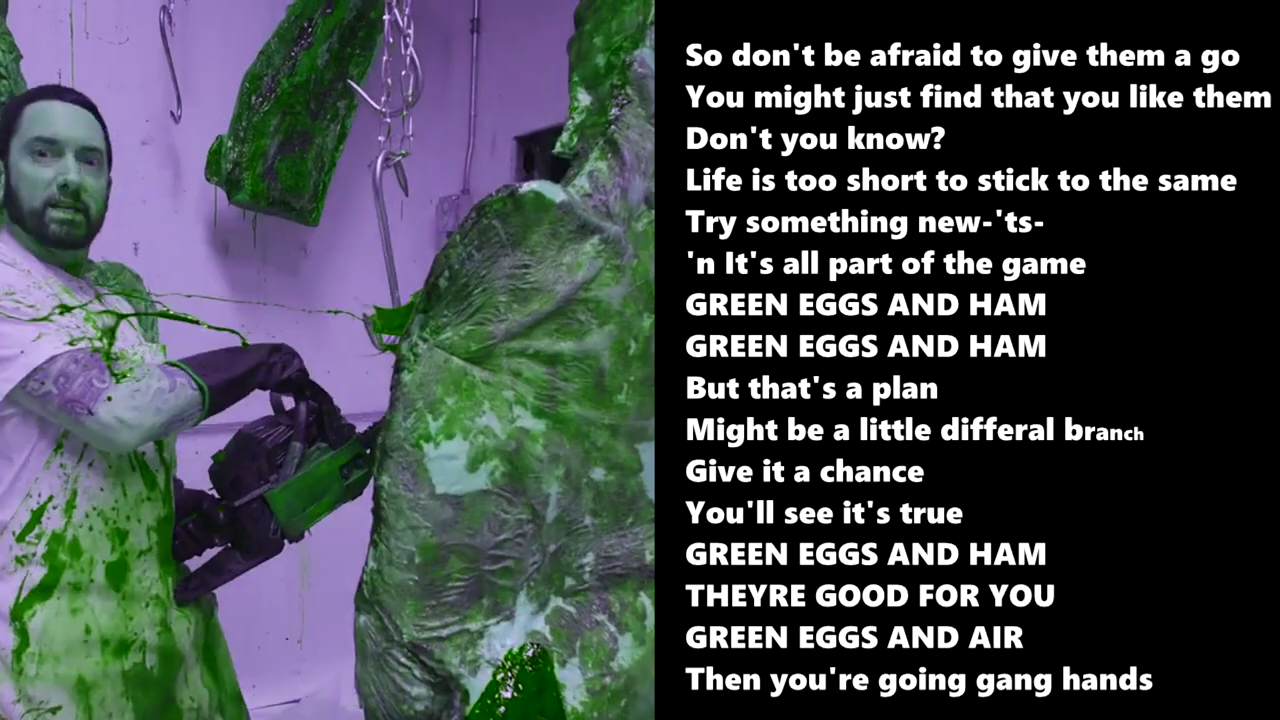 So don't be afraid to give them a go
You might just find that you like them
Don't you know?
Life is too short to stick to the same
Try something new-'ts-
'n It's all part of the game
GREEN EGGS AND HAM
GREEN EGGS AND HAM
But that's a plan
Might be a little differal branch
Give it a chance
You'll see it's true
GREEN EGGS AND HAM
THEYRE GOOD FOR YOU
GREEN EGGS AND AIR
Then you're going gang hands